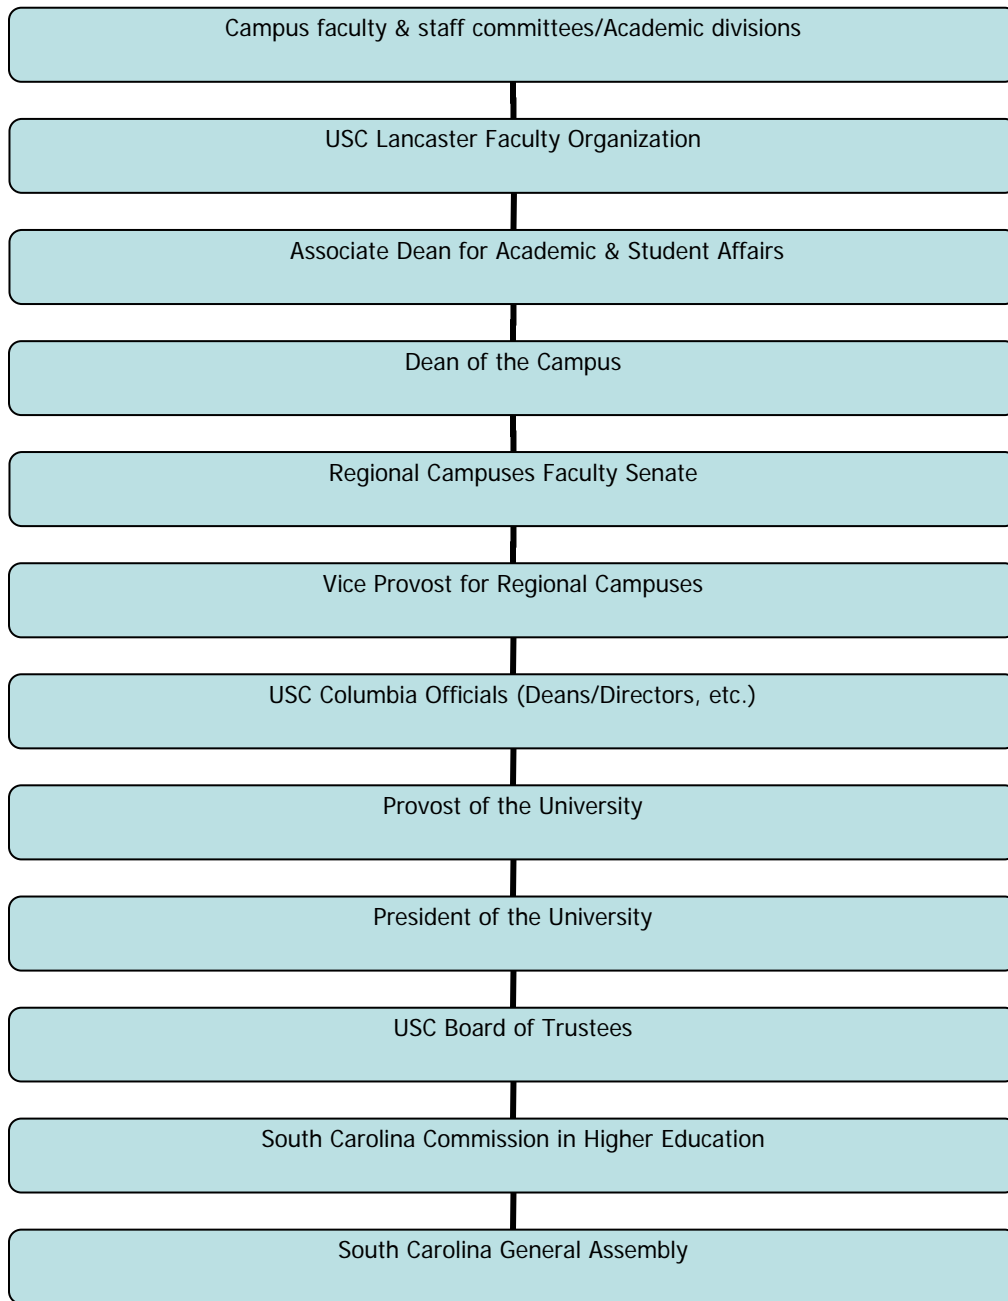 Campus faculty & staff committees/Academic divisions
USC Lancaster Faculty Organization
Associate Dean for Academic & Student Affairs
Dean of the Campus
Regional Campuses Faculty Senate
Vice Provost for Regional Campuses
USC Columbia Officials (Deans/Directors, etc.)
Provost of the University
President of the University
USC Board of Trustees
South Carolina Commission in Higher Education
South Carolina General Assembly